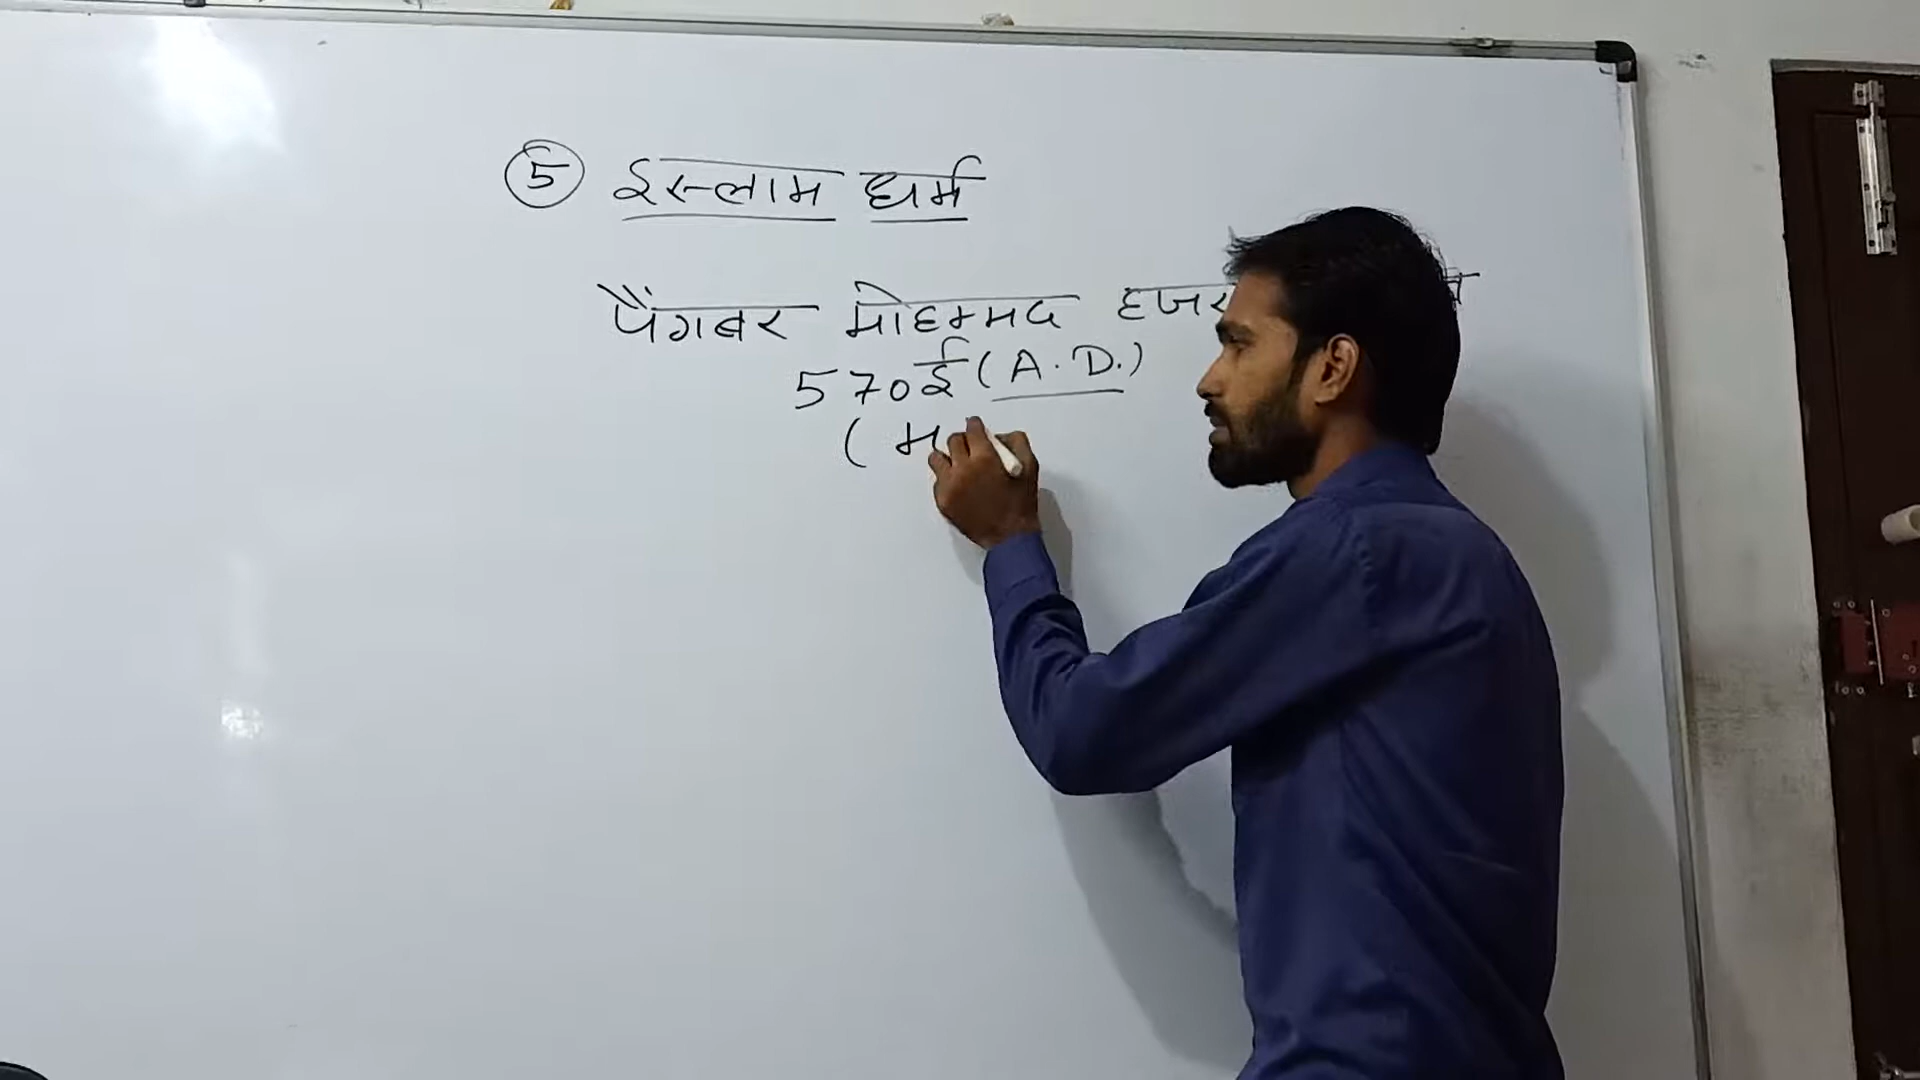 ⑤ इस्लाम धर्म
पैंगबर मोहम्मद हजर
570ई (A.D.)
( म